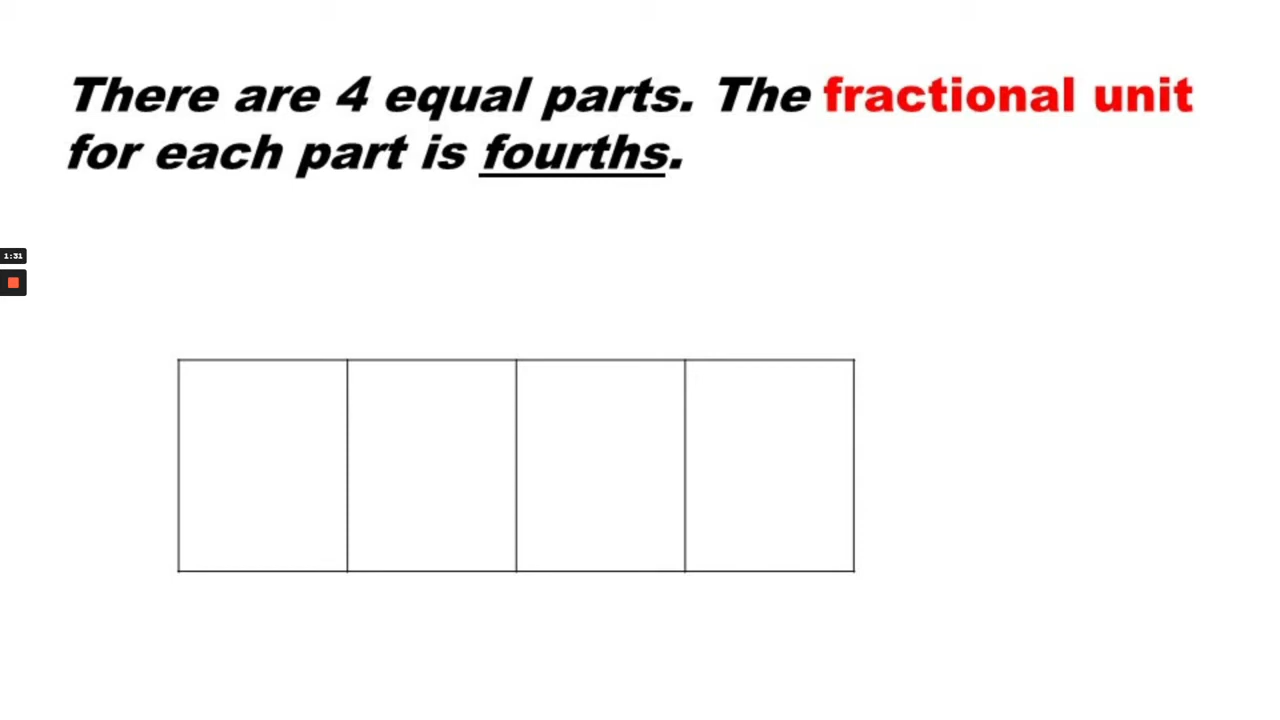 There are 4 equal parts. The fractional unit
for each part is fourths.
1:31